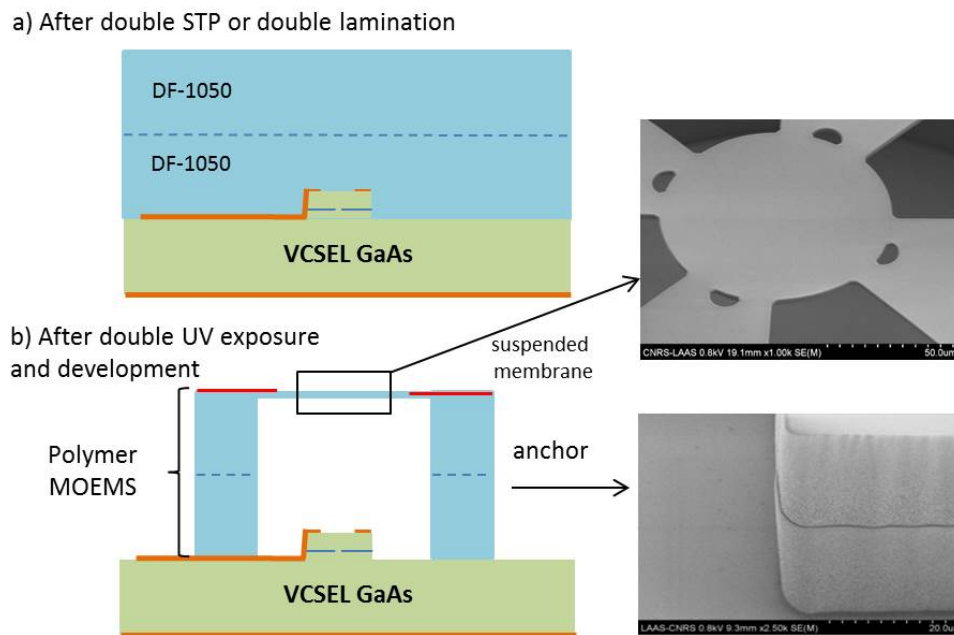 a) After double STP or double lamination
DF-1050
DF-1050
VCSEL GaAs
CNRS-LAAS 0.8kV 19.1mm x1.00k SE(M)
50.0um
b) After double UV exposure
and development
suspended
membrane
Polymer
MOEMS
anchor
VCSEL GaAs
LAAS-CNRS 0.8kV 9.3mm x2.50k SE(M)
20.0um